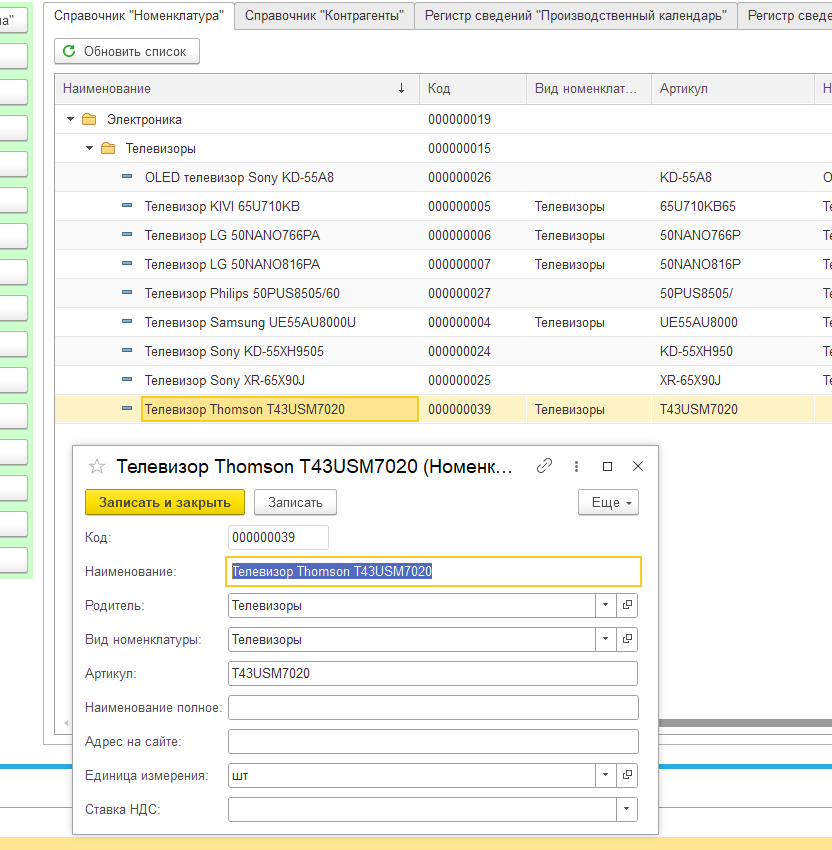 на"
Справочник "Номенклатура" Справочник "Контрагенты" Регистр сведений "Производственный календарь" Регистр сведе
Обновить список
Наименование ↓ Код Вид номенклат... Артикул Н
Электроника 000000019
Телевизоры 000000015
OLED телевизор Sony KD-55A8 000000026 KD-55A8 O
Телевизор KIVI 65U710KB 000000005 Телевизоры 65U710KB65 Те
Телевизор LG 50NANO766PA 000000006 Телевизоры 50NANO766P Те
Телевизор LG 50NANO816PA 000000007 Телевизоры 50NANO816P Те
Телевизор Philips 50PUS8505/60 000000027 50PUS8505/ Те
Телевизор Samsung UE55AU8000U 000000004 Телевизоры UE55AU8000 Те
Телевизор Sony KD-55XH9505 000000024 KD-55XH950 Те
Телевизор Sony XR-65X90J 000000025 XR-65X90J Те
Телевизор Thomson T43USM7020 000000039 Телевизоры T43USM7020
Телевизор Thomson T43USM7020 (Номенк...
Записать и закрыть Записать Еще
Код: 000000039
Наименование: Телевизор Thomson T43USM7020
Родитель: Телевизоры
Вид номенклатуры: Телевизоры
Артикул: T43USM7020
Наименование полное:
Адрес на сайте:
Единица измерения: шт
Ставка НДС: